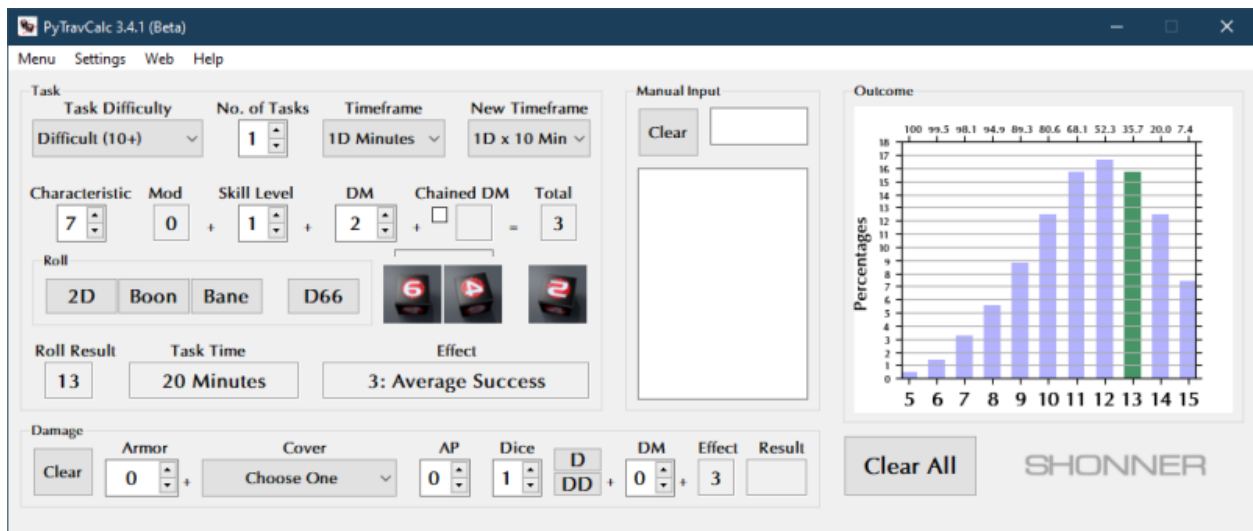 PyTravCalc 3.4.1 (Beta)
Menu Settings Web Help
Task
Task Difficulty No. of Tasks Timeframe New Timeframe
Difficult (10+) 1 1D Minutes 1D x 10 Min
Characteristic Mod Skill Level DM Chained DM Total
7 0 + 1 + 2 + = 3
Roll
2D Boon Bane D66
6 4 2
Roll Result Task Time Effect
13 20 Minutes 3: Average Success
Manual Input
Clear
Outcome
100 99.5 98.1 94.9 89.3 80.6 68.1 52.3 35.7 20.0 7.4
Percentages
18
17
16
15
14
13
12
11
10
9
8
7
6
5
4
3
2
1
0
5 6 7 8 9 10 11 12 13 14 15
Damage
Armor Cover AP Dice DM Effect Result
Clear 0 + Choose One 0 1 D DD + 0 + 3
Clear All
SHONNER